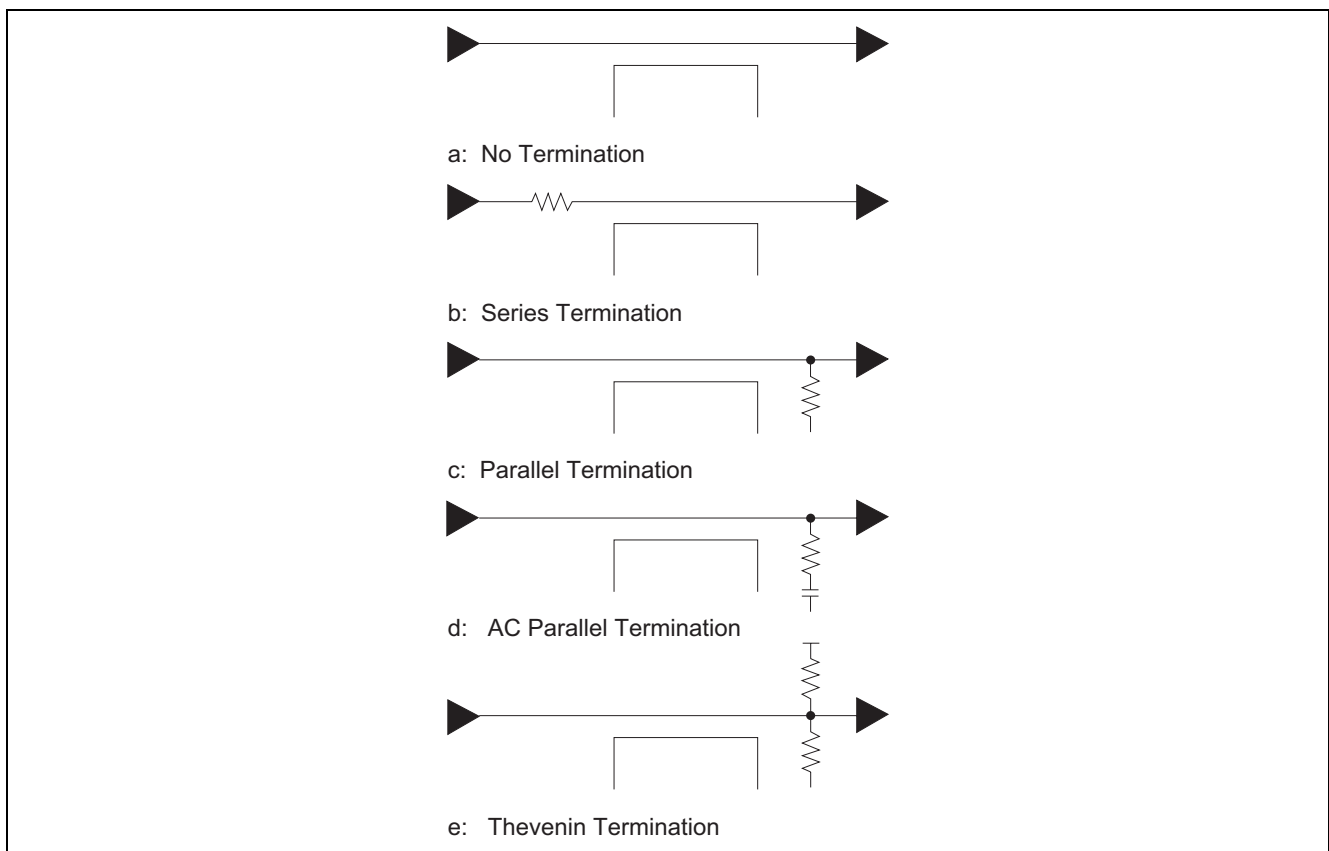 a: No Termination
b: Series Termination
c: Parallel Termination
d: AC Parallel Termination
e: Thevenin Termination